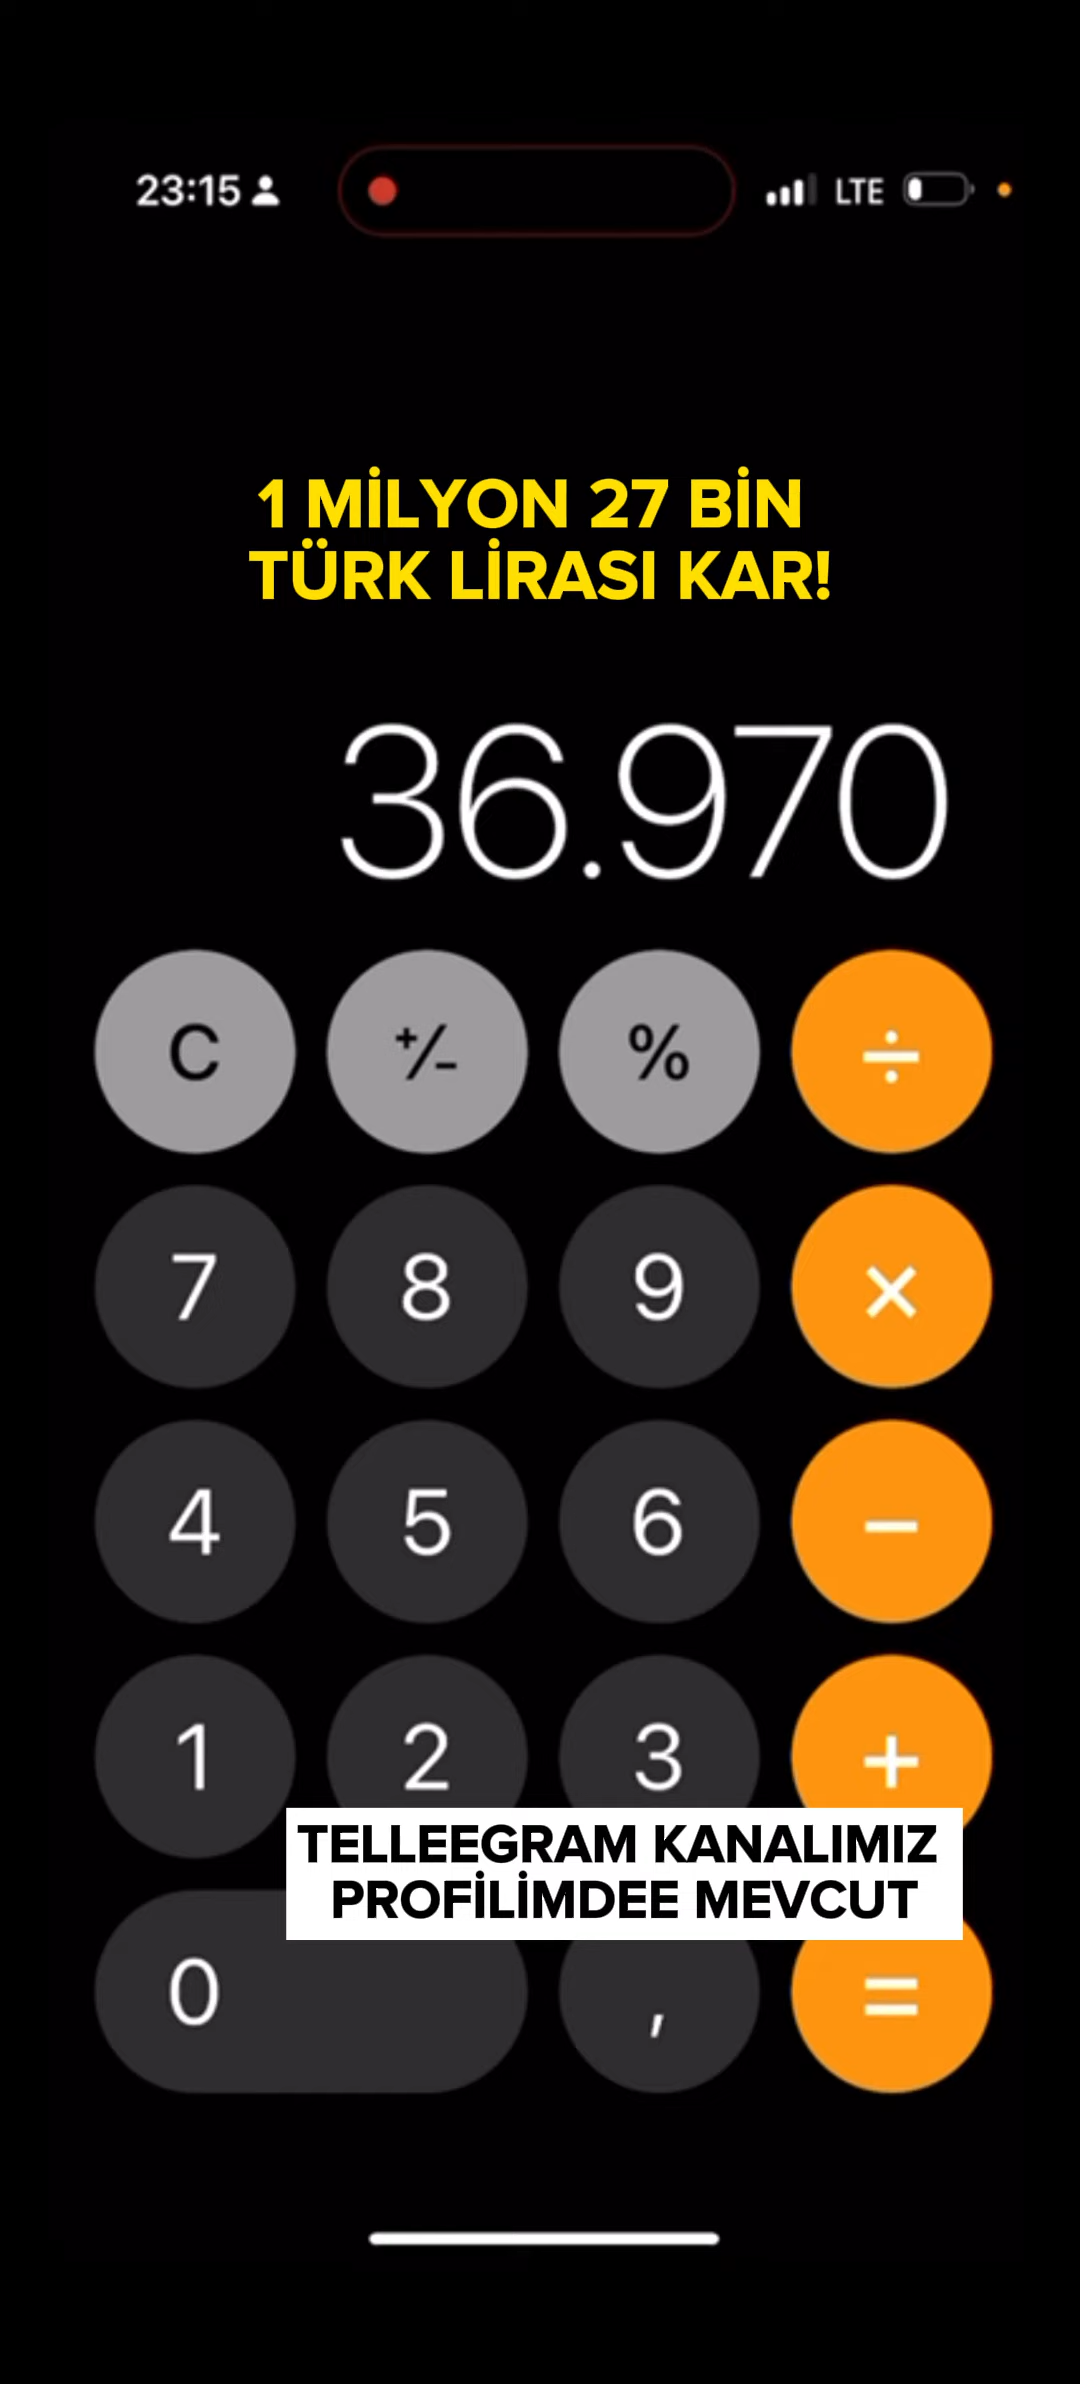 23:15
LTE
1 MİLYON 27 BİN
TÜRK LİRASI KAR!
36.970
C +/- % ÷
7 8 9 ×
4 5 6 −
1 2 3 +
TELLEEGRAM KANALIMIZ
PROFİLİMDEE MEVCUT
0 , =